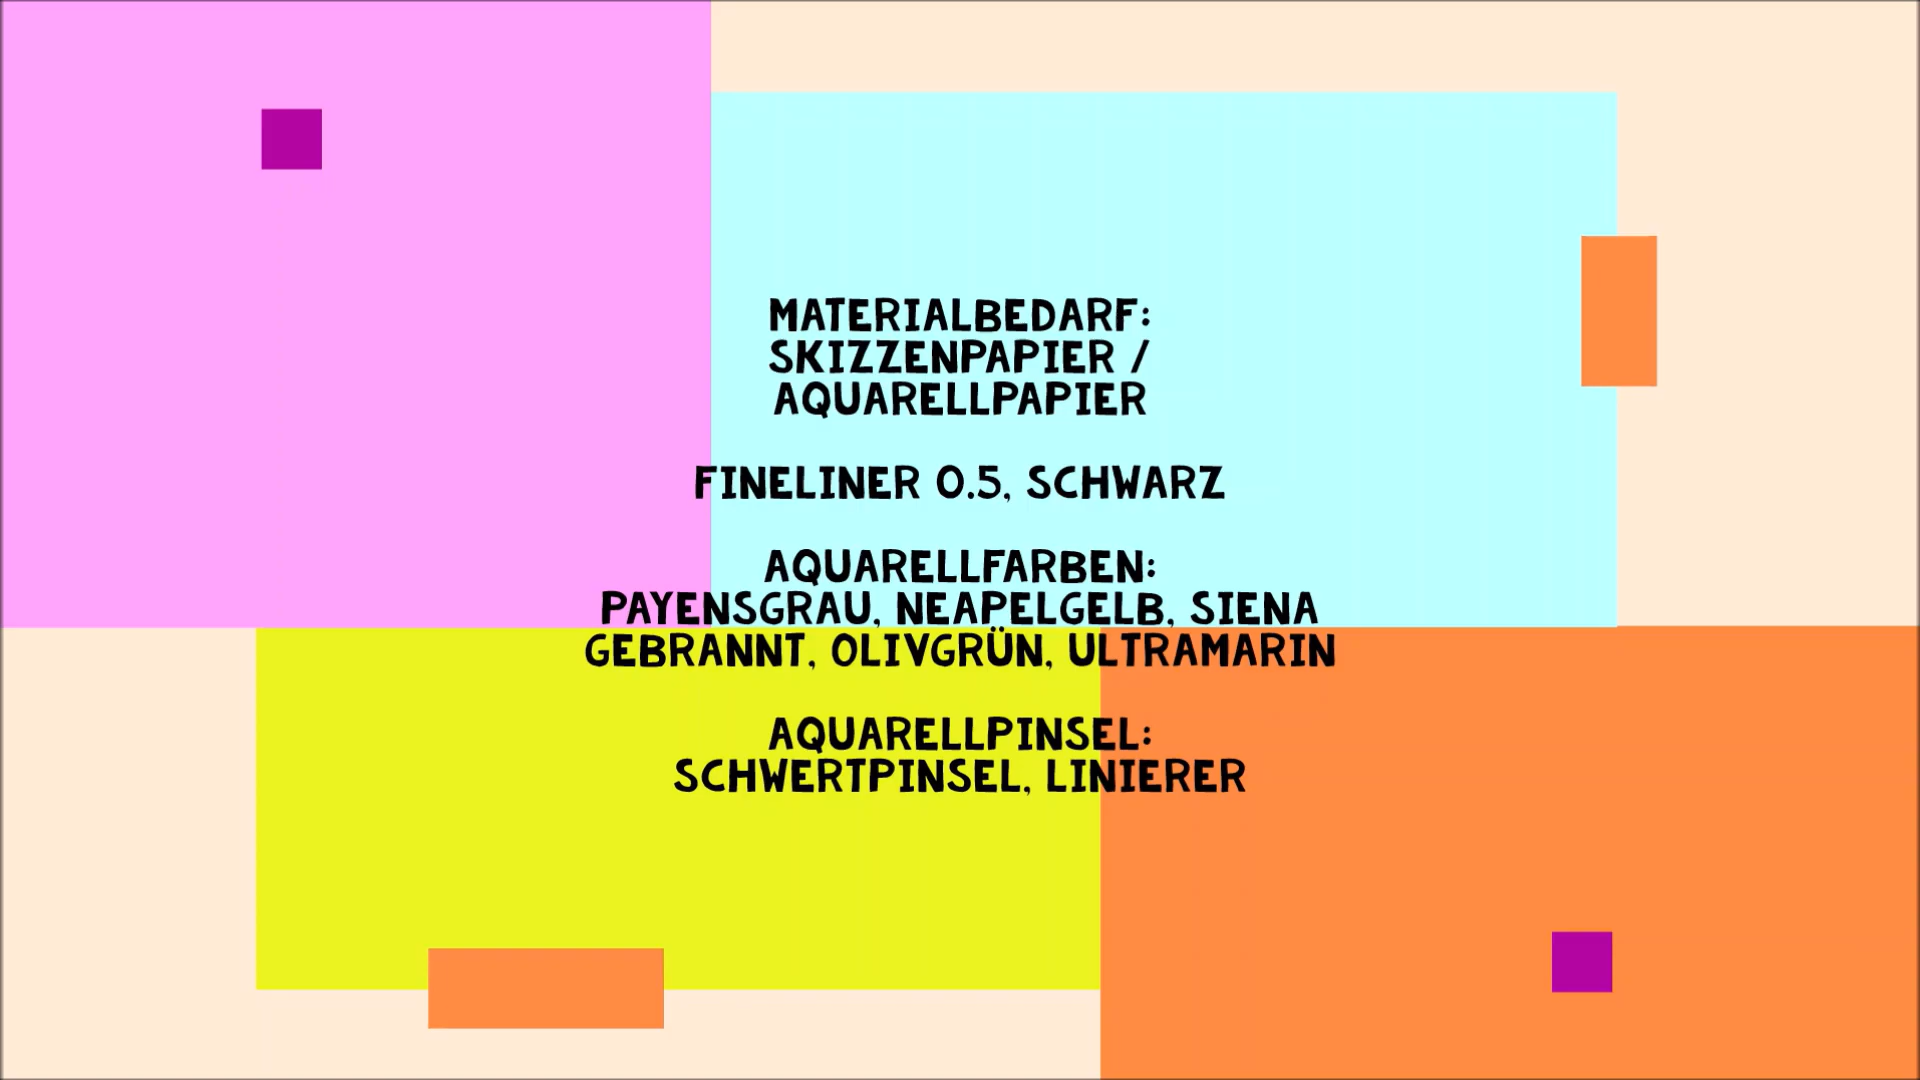 MATERIALBEDARF:
SKIZZENPAPIER /
AQUARELLPAPIER
FINELINER 0.5, SCHWARZ
AQUARELLFARBEN:
PAYENSGRAU, NEAPELGELB, SIENA
GEBRANNT, OLIVGRÜN, ULTRAMARIN
AQUARELLPINSEL:
SCHWERTPINSEL, LINIERER